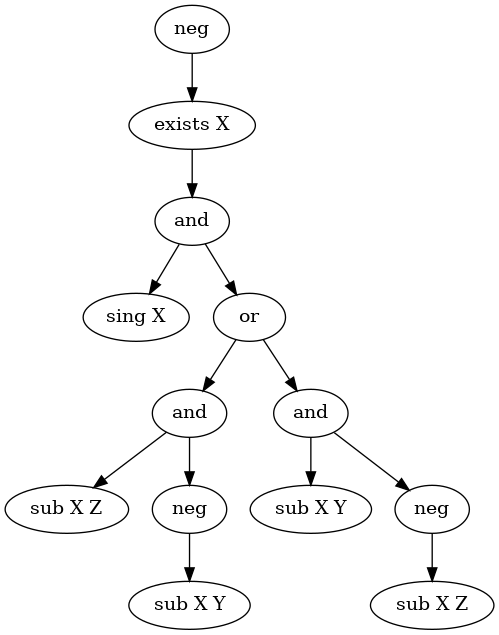 neg
exists X
and
sing X
or
and
and
sub X Z
neg
sub X Y
neg
sub X Y
sub X Z